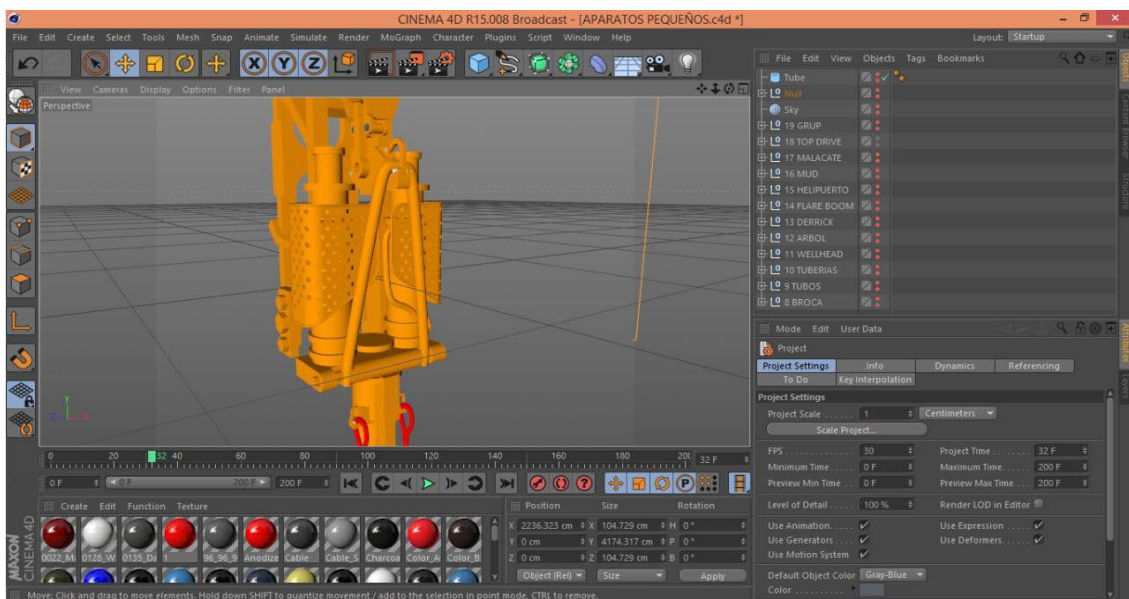 CINEMA 4D R15.008 Broadcast - [APARATOS PEQUEÑOS.c4d *]
File Edit Create Select Tools Mesh Snap Animate Simulate Render MoGraph Character Plugins Script Window Help
Layout: Startup
View Cameras Display Options Filter Panel
Perspective
Y
Z X
File Edit View Objects Tags Bookmarks
Tube
Null
Sky
19 GRUP
18 TOP DRIVE
17 MALACATE
16 MUD
15 HELIPUERTO
14 FLARE BOOM
13 DERRICK
12 ARBOL
11 WELLHEAD
10 TUBERIAS
9 TUBOS
8 BROCA
Objects
Content Browser
Structure
Mode Edit User Data
Project
Project Settings Info Dynamics Referencing
To Do Key Interpolation
Project Settings
Project Scale 1 Centimeters
Scale Project...
FPS 30 Project Time 32 F
Minimum Time 0 F Maximum Time 200 F
Preview Min Time 0 F Preview Max Time 200 F
Level of Detail 100 % Render LOD in Editor
Use Animation Use Expression
Use Generators Use Deformers
Use Motion System
Default Object Color Gray-Blue
Color
Attributes
Layers
0 20 32 40 60 80 100 120 140 160 180 200 32 F
0 F 0 F 200 F 200 F
Create Edit Function Texture
0022_M 0128_W 0135_Da 1 96_96_9 Anodize Cable Cable_S Charcoa Color_A Color_B
Position Size Rotation
X 2236.323 cm X 104.729 cm H 0 °
Y 0 cm Y 4174.317 cm P 0 °
Z 0 cm Z 104.729 cm B 0 °
Object (Rel) Size Apply
MAXON
CINEMA 4D
Move: Click and drag to move elements. Hold down SHIFT to quantize movement / add to the selection in point mode, CTRL to remove.